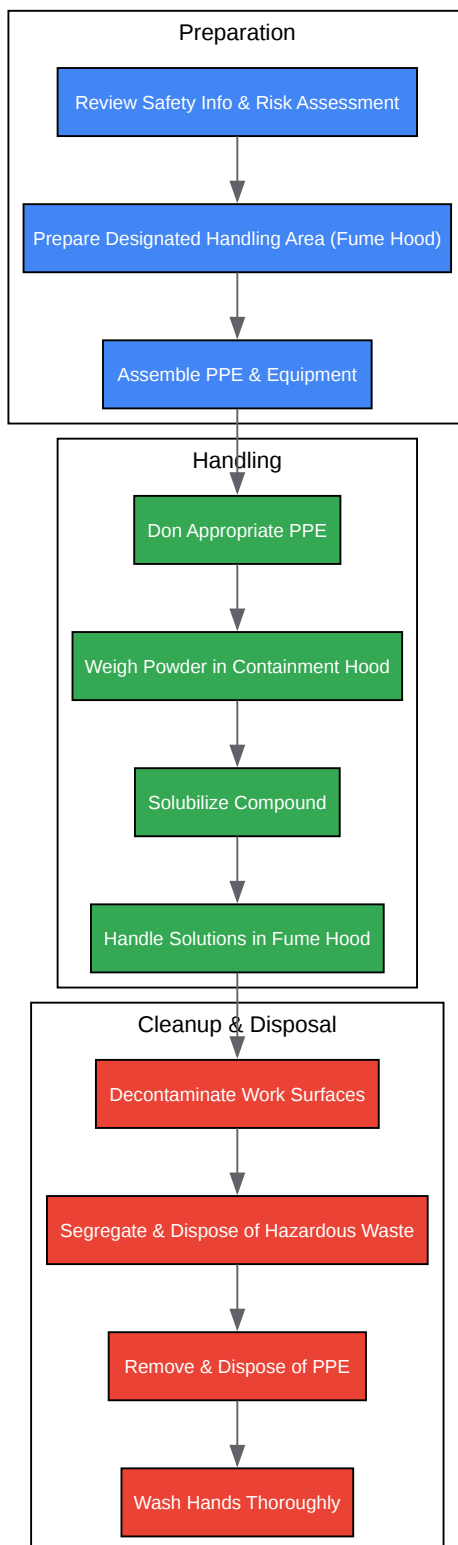 Preparation
Review Safety Info & Risk Assessment
Prepare Designated Handling Area (Fume Hood)
Assemble PPE & Equipment
Handling
Don Appropriate PPE
Weigh Powder in Containment Hood
Solubilize Compound
Handle Solutions in Fume Hood
Cleanup & Disposal
Decontaminate Work Surfaces
Segregate & Dispose of Hazardous Waste
Remove & Dispose of PPE
Wash Hands Thoroughly